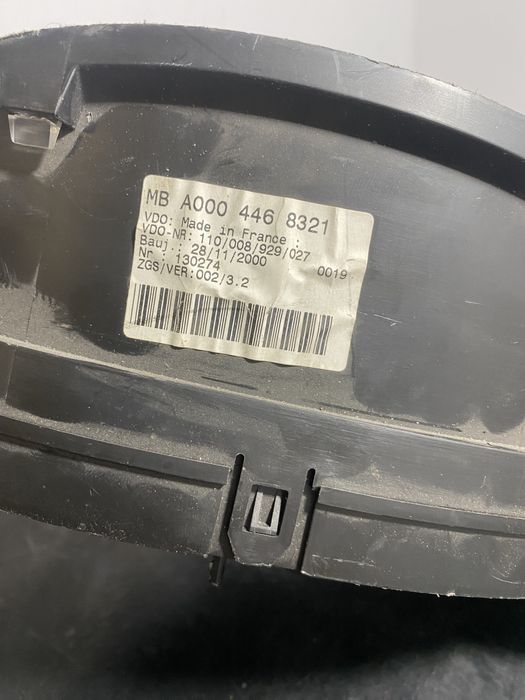 MB A000 446 8321
VDO: Made in France :
VDO-NR: 110/008/929/027
Bauj.: 28/11/2000
Nr : 130274 0019
ZGS/VER:002/3.2